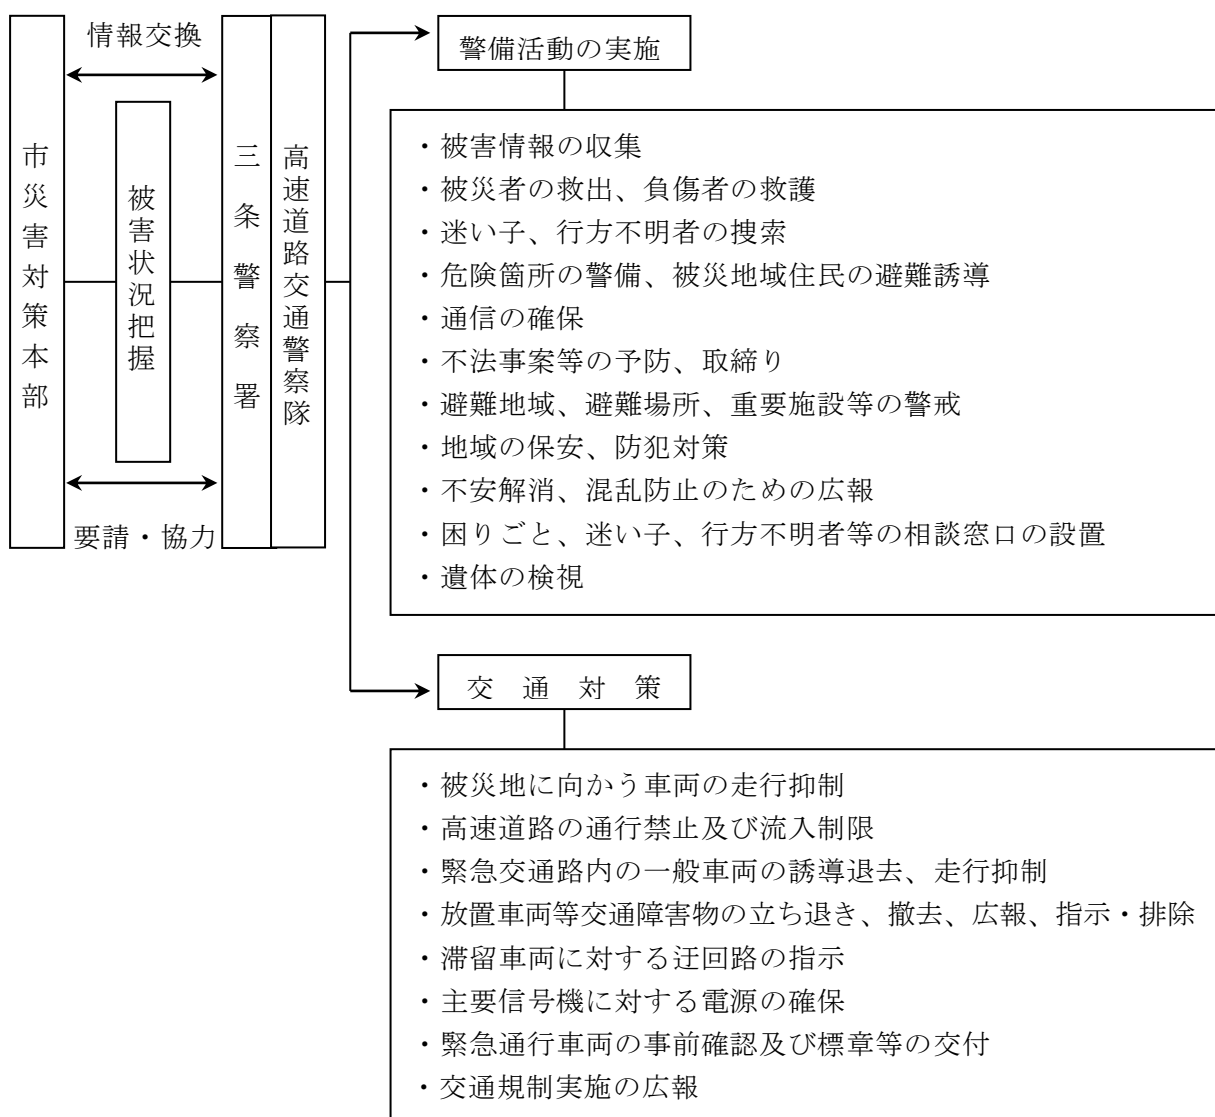 情報交換
市災害対策本部
被害状況把握
三条警察署
高速道路交通警察隊
要請・協力
警備活動の実施
・被害情報の収集
・被災者の救出、負傷者の救護
・迷い子、行方不明者の捜索
・危険箇所の警備、被災地域住民の避難誘導
・通信の確保
・不法事案等の予防、取締り
・避難地域、避難場所、重要施設等の警戒
・地域の保安、防犯対策
・不安解消、混乱防止のための広報
・困りごと、迷い子、行方不明者等の相談窓口の設置
・遺体の検視
交通対策
・被災地に向かう車両の走行抑制
・高速道路の通行禁止及び流入制限
・緊急交通路内の一般車両の誘導退去、走行抑制
・放置車両等交通障害物の立ち退き、撤去、広報、指示・排除
・滞留車両に対する迂回路の指示
・主要信号機に対する電源の確保
・緊急通行車両の事前確認及び標章等の交付
・交通規制実施の広報